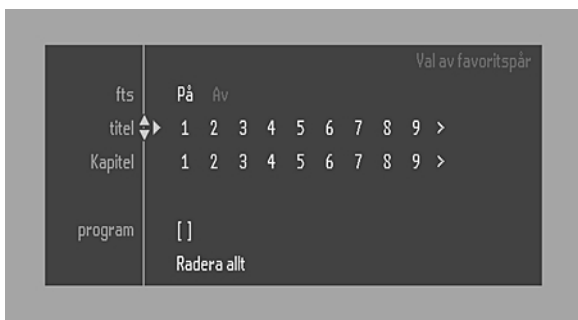 Val av favoritspår
fts På Av
titel 1 2 3 4 5 6 7 8 9 >
Kapitel 1 2 3 4 5 6 7 8 9 >
program [ ]
Radera allt